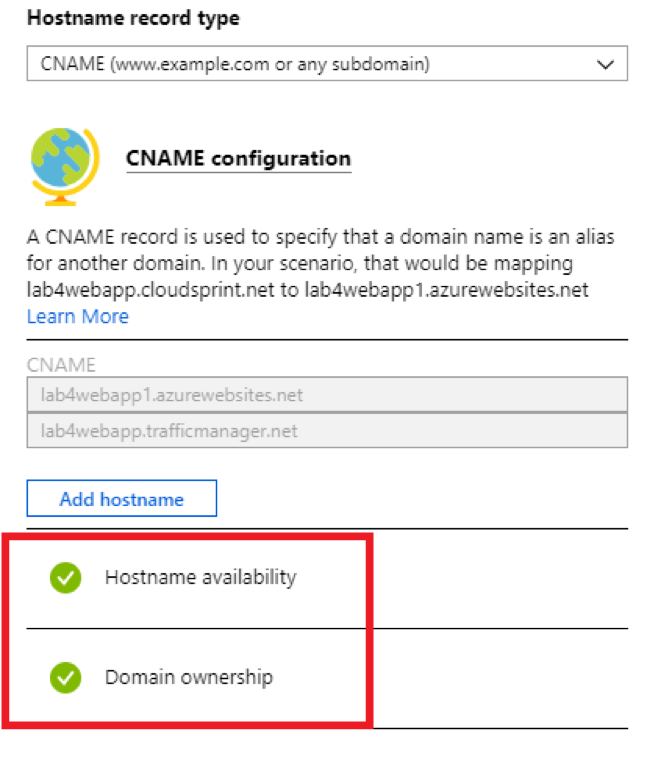 Hostname record type
CNAME (www.example.com or any subdomain)
CNAME configuration
A CNAME record is used to specify that a domain name is an alias
for another domain. In your scenario, that would be mapping
lab4webapp.cloudsprint.net to lab4webapp1.azurewebsites.net
Learn More
CNAME
lab4webapp1.azurewebsites.net
lab4webapp.trafficmanager.net
Add hostname
Hostname availability
Domain ownership